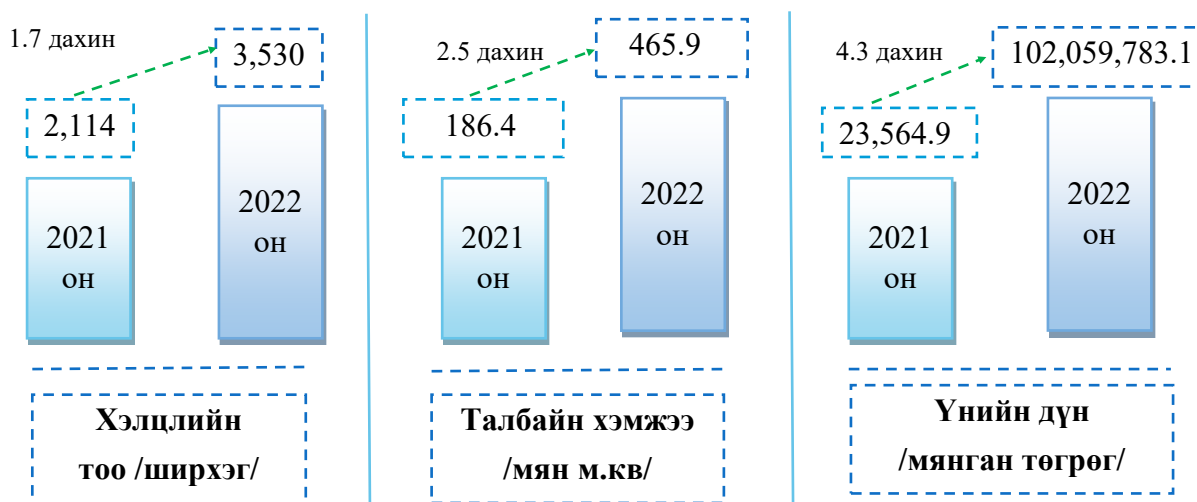 1.7 дахин
3,530
2,114
2021
он
2022
он
Хэлцлийн
тоо /ширхэг/
2.5 дахин
465.9
186.4
2021
он
2022
он
Талбайн хэмжээ
/мян м.кв/
4.3 дахин
102,059,783.1
23,564.9
2021
он
2022
он
Үнийн дүн
/мянган төгрөг/